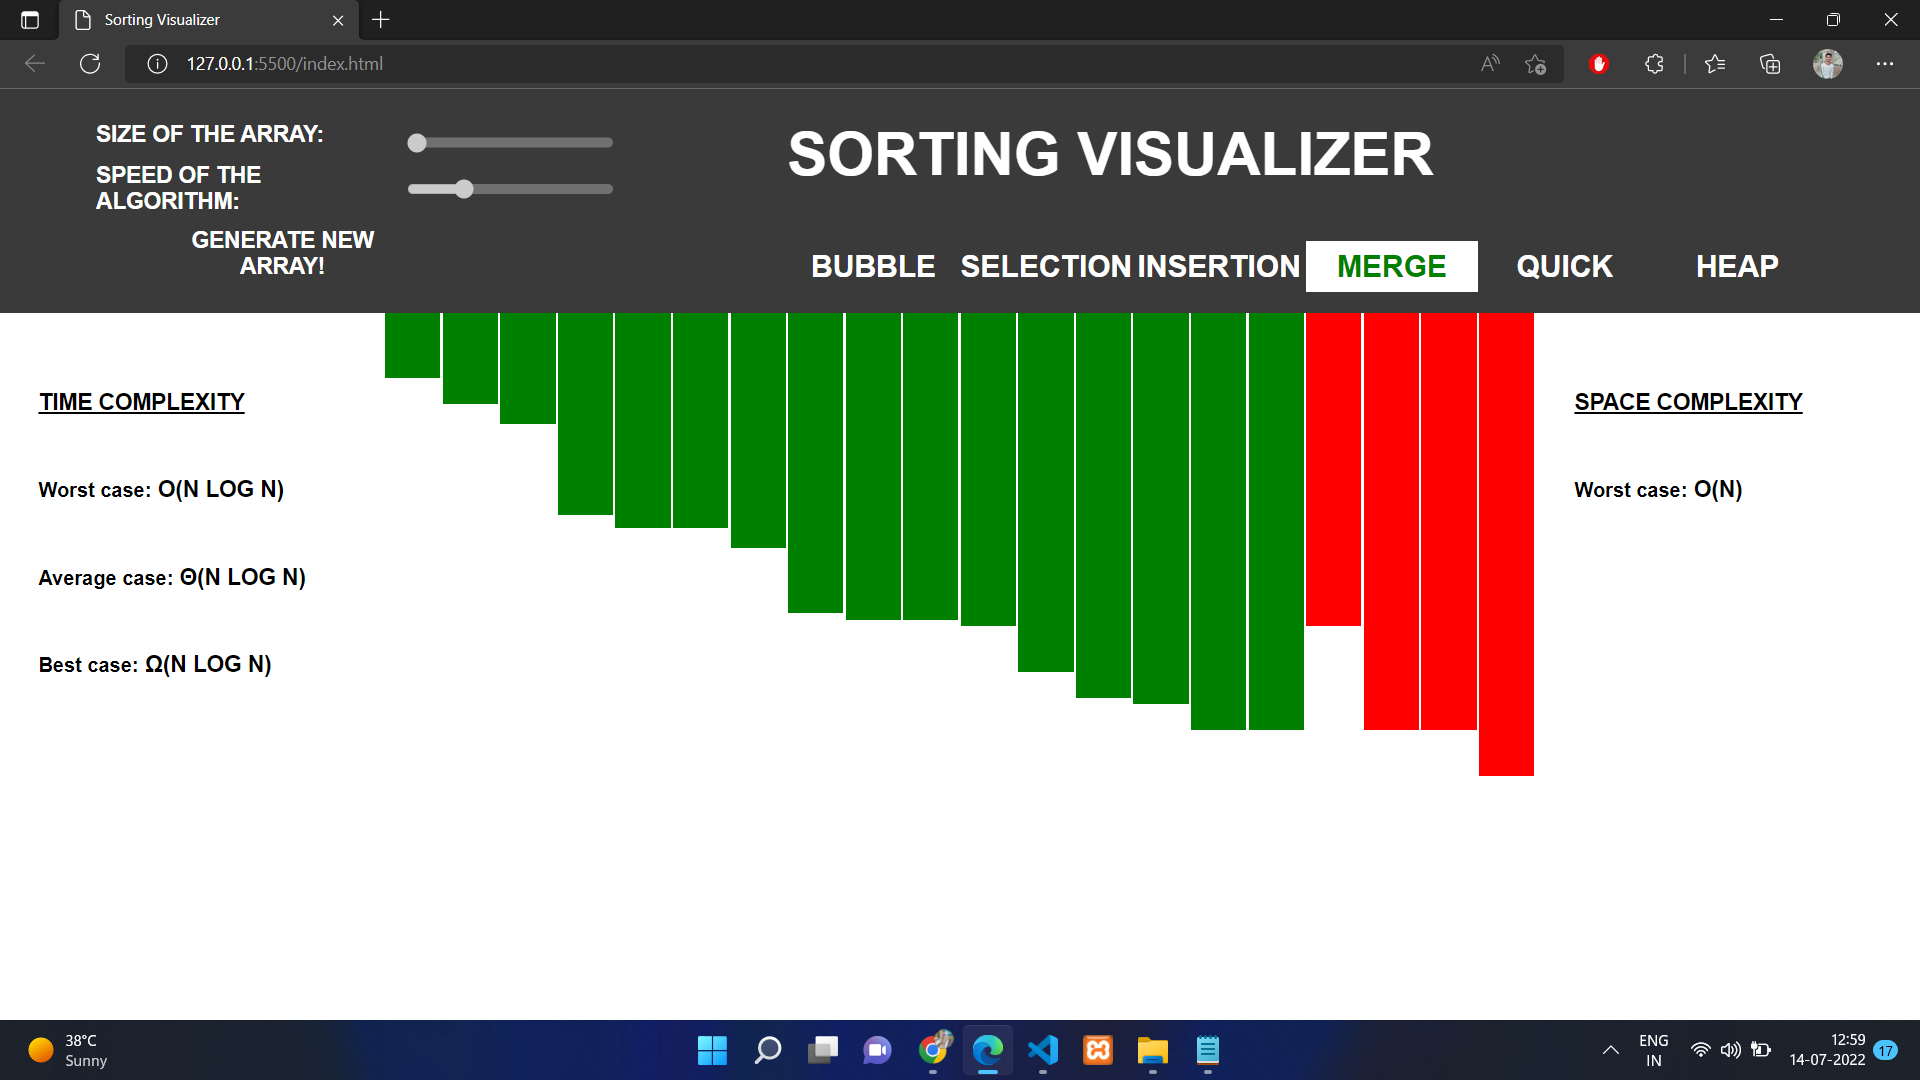 Sorting Visualizer
127.0.0.1:5500/index.html
SIZE OF THE ARRAY:
SPEED OF THE
ALGORITHM:
GENERATE NEW
ARRAY!
SORTING VISUALIZER
BUBBLE SELECTION INSERTION MERGE QUICK HEAP
TIME COMPLEXITY
Worst case: O(N LOG N)
Average case: Θ(N LOG N)
Best case: Ω(N LOG N)
SPACE COMPLEXITY
Worst case: O(N)
38°C
Sunny
ENG
IN
12:59
14-07-2022
17